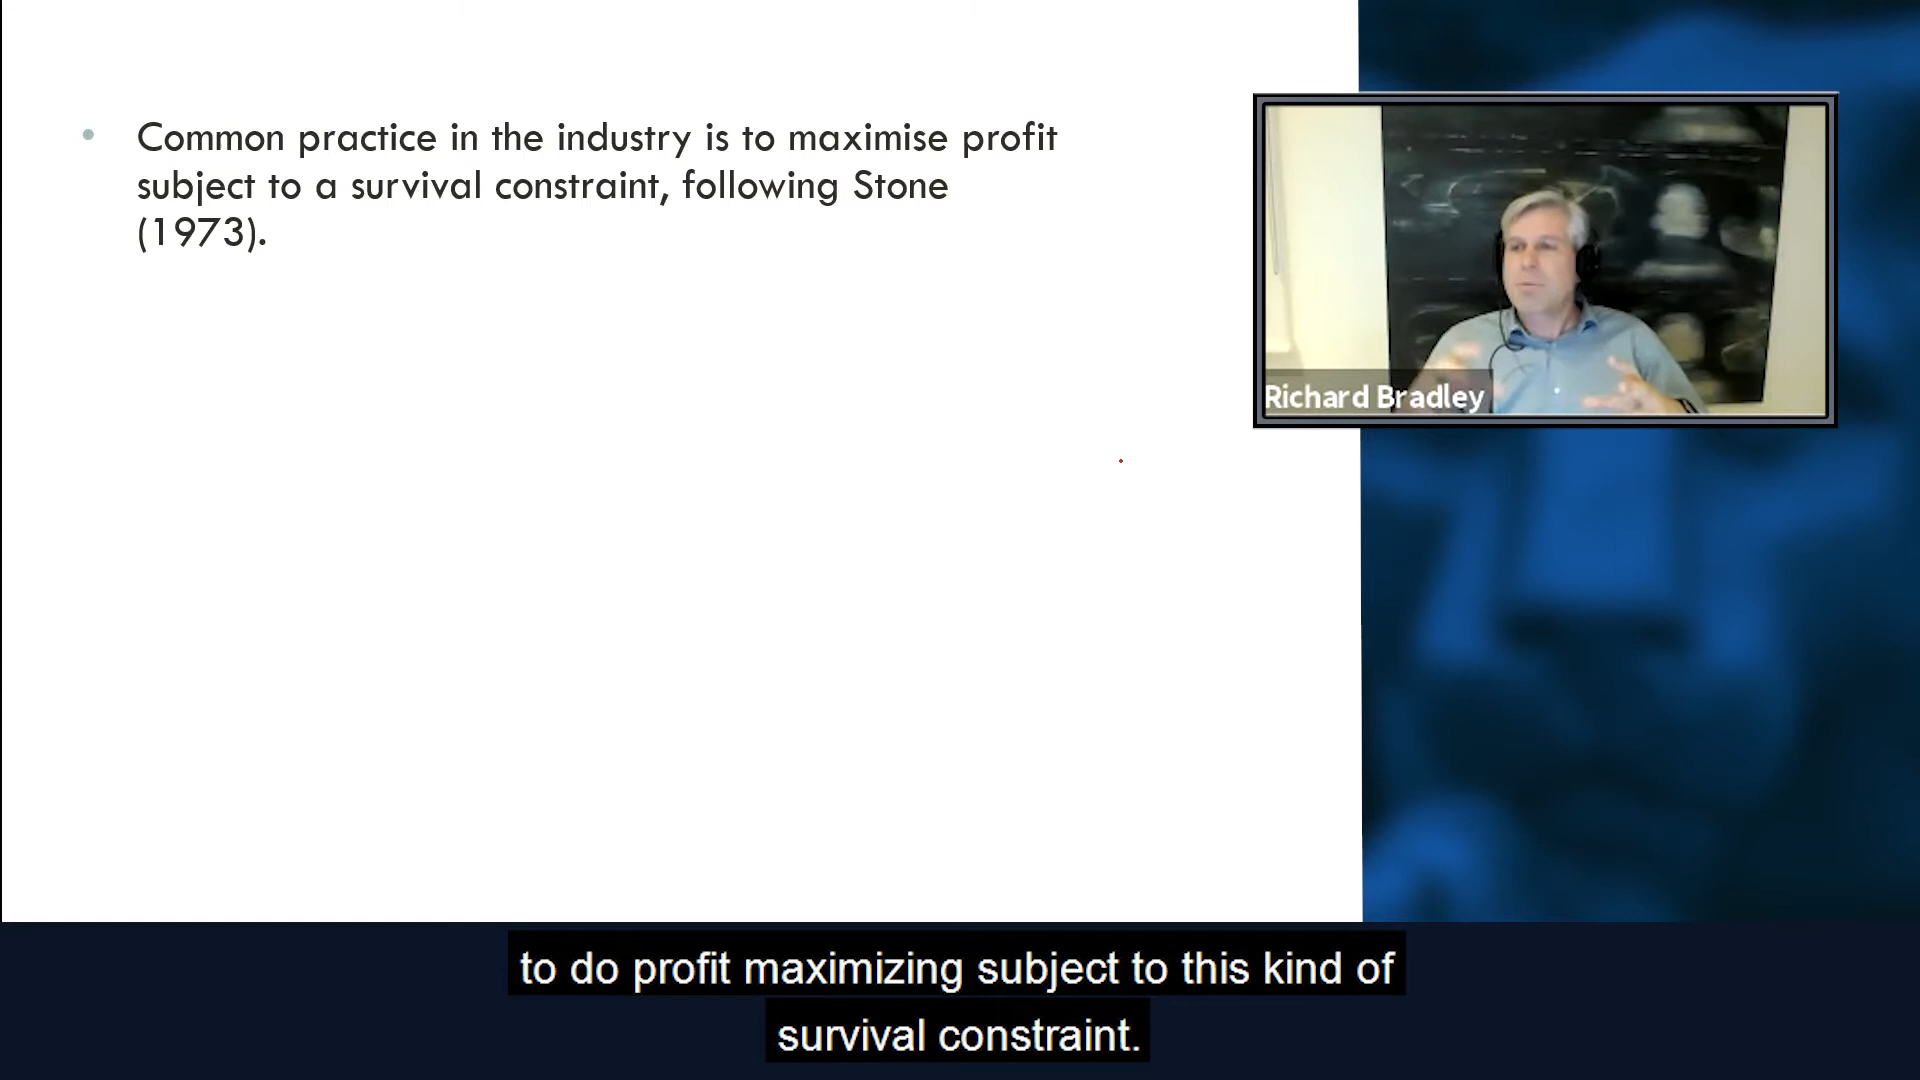 Common practice in the industry is to maximise profit
subject to a survival constraint, following Stone
(1973).
Richard Bradley
to do profit maximizing subject to this kind of
survival constraint.